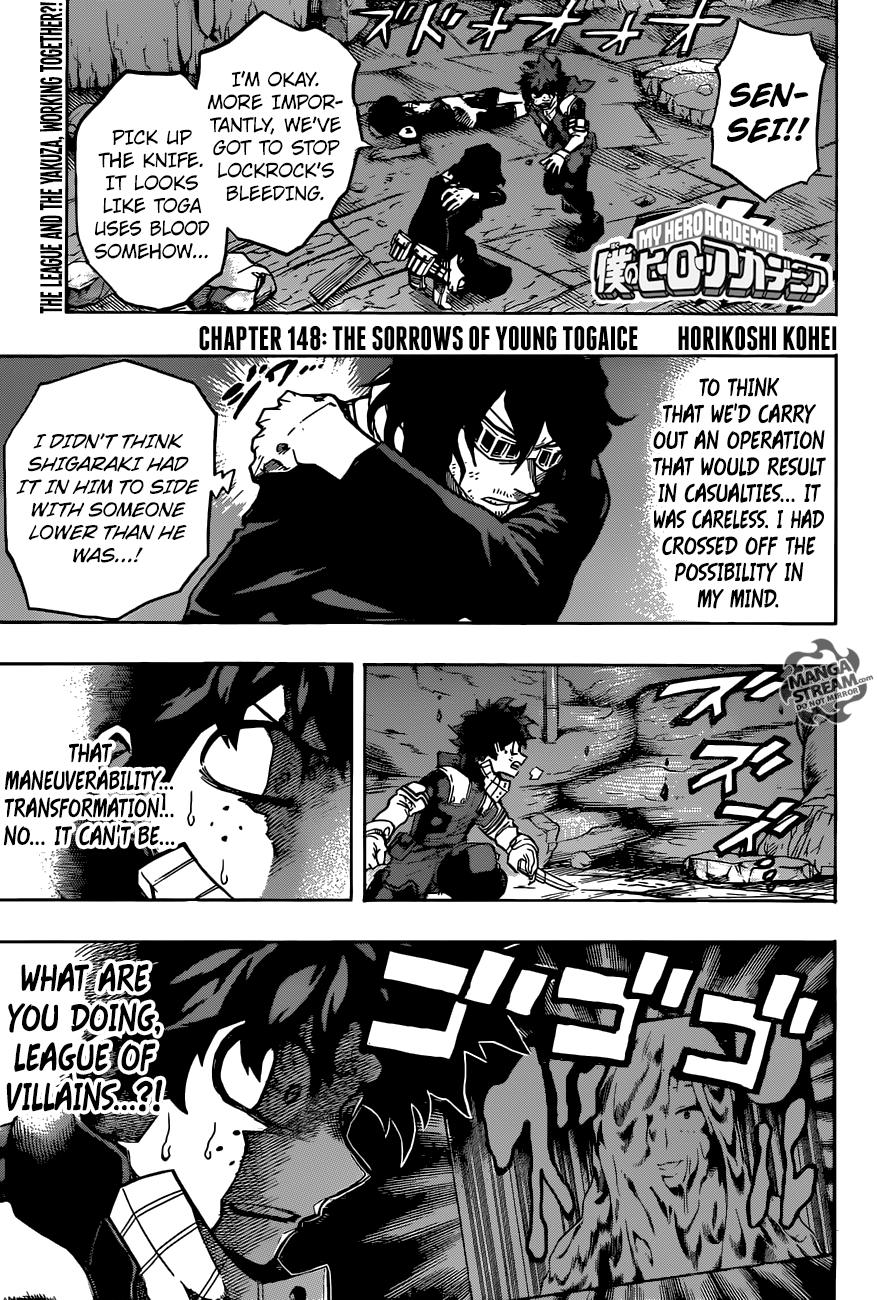 THE LEAGUE AND THE YAKUZA, WORKING TOGETHER?!
ズズオオオオ
SEN-
SEI!!
I'M OKAY.
MORE IMPOR-
TANTLY, WE'VE
GOT TO STOP
LOCKROCK'S
BLEEDING.
PICK UP
THE KNIFE.
IT LOOKS
LIKE TOGA
USES BLOOD
SOMEHOW...
MY HERO ACADEMIA
僕のヒーローアカデミア
CHAPTER 148: THE SORROWS OF YOUNG TOGAICE
HORIKOSHI KOHEI
TO THINK
THAT WE'D CARRY
OUT AN OPERATION
THAT WOULD RESULT
IN CASUALTIES... IT
WAS CARELESS. I HAD
CROSSED OFF THE
POSSIBILITY IN
MY MIND.
I DIDN'T THINK
SHIGARAKI HAD
IT IN HIM TO SIDE
WITH SOMEONE
LOWER THAN HE
WAS...!
MANGA
STREAM.com
DO NOT MIRROR
ズズズ
THAT
MANEUVERABILITY...
TRANSFORMATION!
NO... IT CAN'T BE...
ゴゴゴ
WHAT ARE
YOU DOING,
LEAGUE OF
VILLAINS...?!